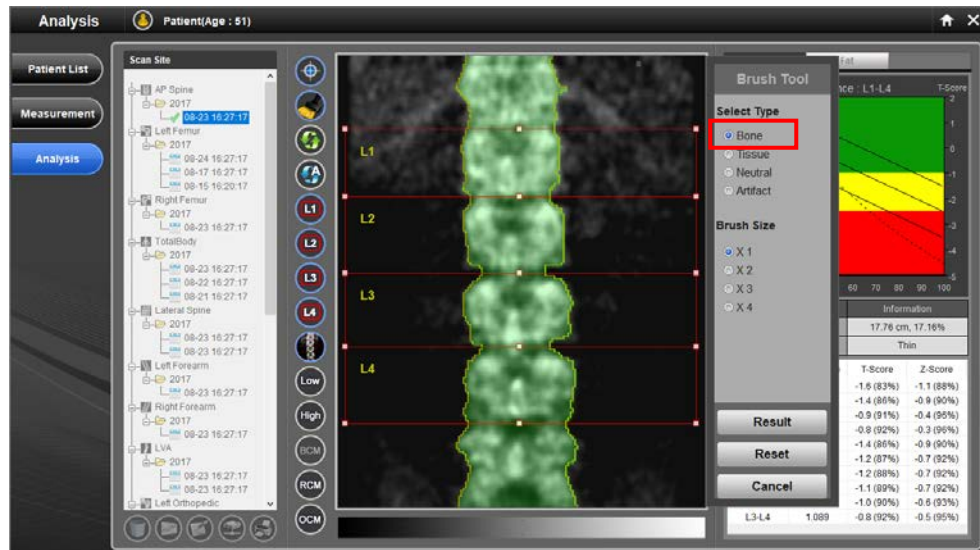 Analysis
Patient(Age : 51)
Patient List
Measurement
Analysis
Scan Site
AP Spine
2017
08-23 16:27:17
Left Femur
2017
08-24 16:27:17
08-17 16:27:17
08-15 16:20:17
Right Femur
2017
08-23 16:27:17
TotalBody
2017
08-23 16:27:17
08-22 16:27:17
08-21 16:27:17
Lateral Spine
2017
08-23 16:27:17
08-23 16:27:17
Left Forearm
2017
08-23 16:27:17
Right Forearm
2017
08-23 16:27:17
LVA
2017
08-23 16:27:17
08-23 16:27:17
Left Orthopedic
A
L1
L2
L3
L4
Low
High
BCM
RCM
OCM
L1
L2
L3
L4
Brush Tool
Select Type
Bone
Tissue
Neutral
Artifact
Brush Size
X 1
X 2
X 3
X 4
Result
Reset
Cancel
Fat
nce : L1-L4 T-Score
2
1
0
-1
-2
-3
-4
-5
60 70 80 90 100
Information
17.76 cm, 17.16%
Thin
T-Score Z-Score
-1.6 (83%) -1.1 (88%)
-1.4 (86%) -0.9 (90%)
-0.9 (91%) -0.4 (95%)
-0.8 (92%) -0.3 (96%)
-1.4 (86%) -0.9 (90%)
-1.2 (87%) -0.7 (92%)
-1.2 (88%) -0.7 (92%)
-1.1 (89%) -0.7 (92%)
-1.0 (90%) -0.6 (93%)
L3-L4 1.089 -0.8 (92%) -0.5 (95%)